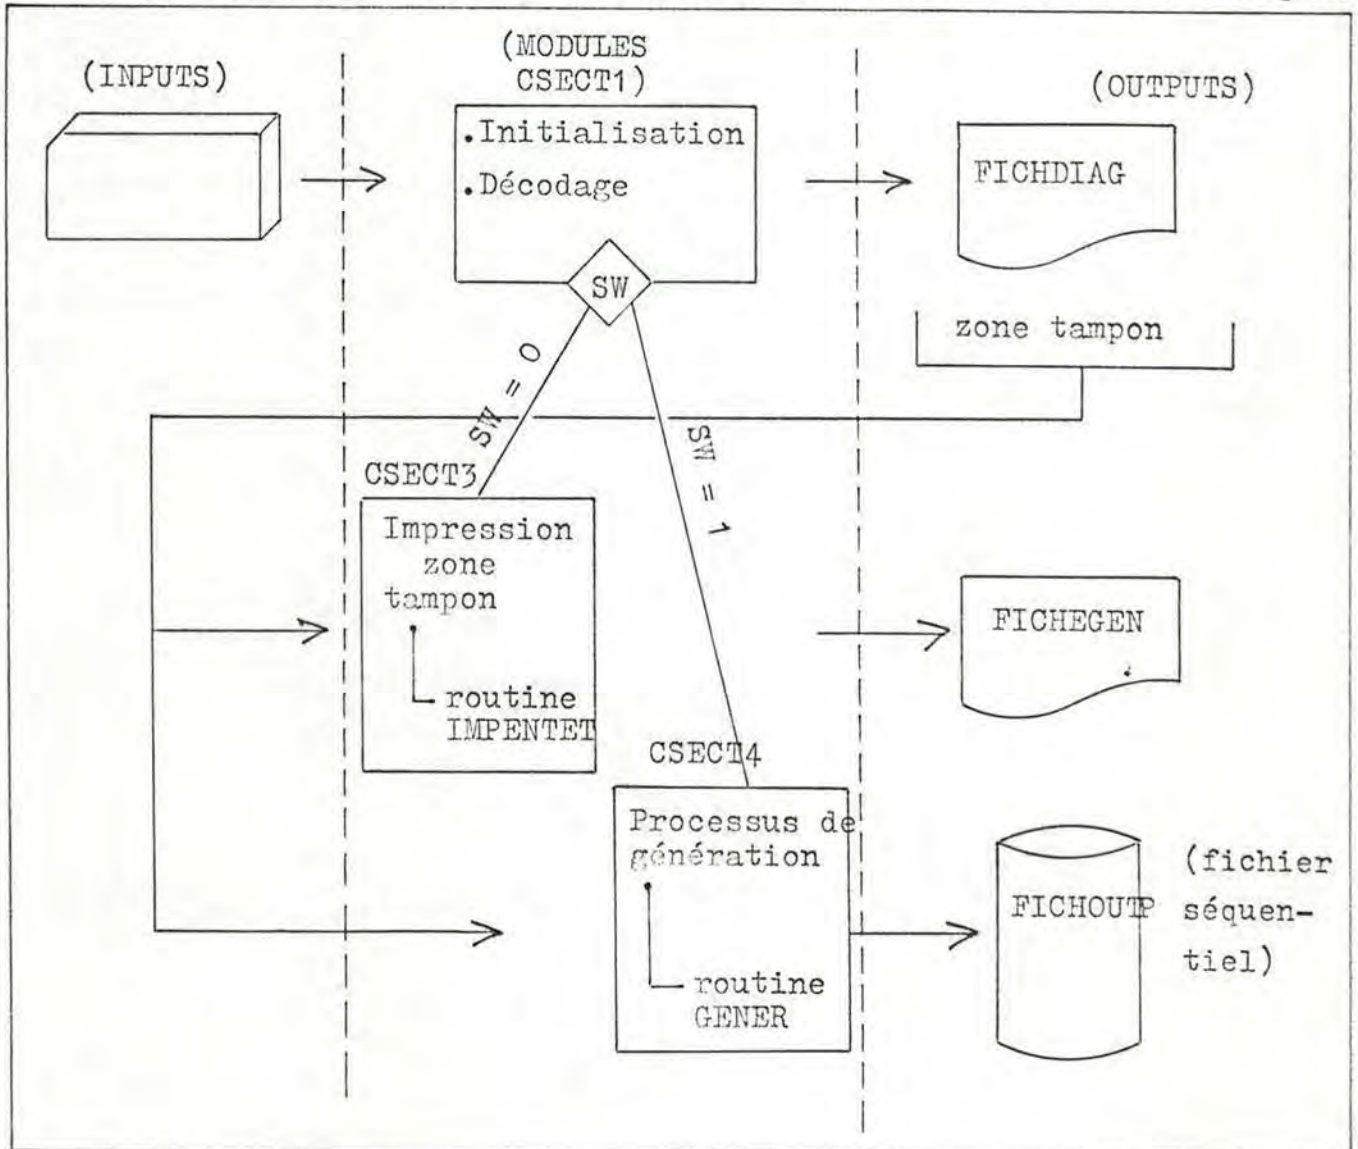 (INPUTS)
(MODULES
CSECT1)
(OUTPUTS)
.Initialisation
.Décodage
SW
FICHDIAG
zone tampon
SW = 0
SW = 1
CSECT3
Impression
zone
tampon
routine
IMPENTET
FICHEGEN
CSECT4
Processus de
génération
routine
GENER
FICHOUTP
(fichier
séquen-
tiel)